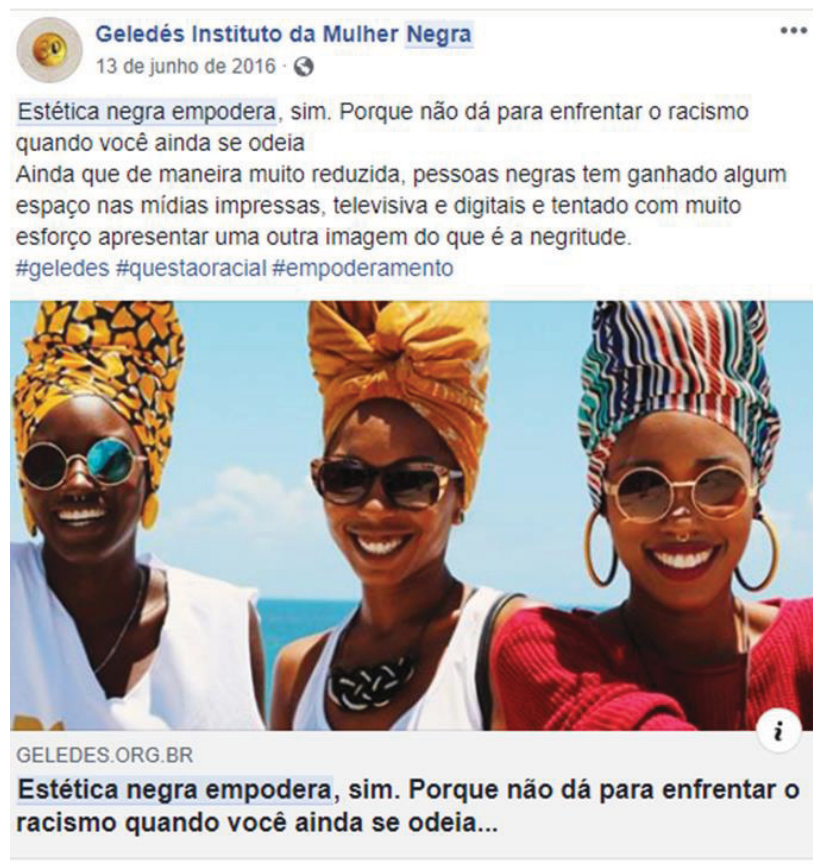 Geledés Instituto da Mulher Negra
13 de junho de 2016 ·
Estética negra empodera, sim. Porque não dá para enfrentar o racismo
quando você ainda se odeia
Ainda que de maneira muito reduzida, pessoas negras tem ganhado algum
espaço nas mídias impressas, televisiva e digitais e tentado com muito
esforço apresentar uma outra imagem do que é a negritude.
#geledes #questaoracial #empoderamento
GELEDES.ORG.BR
Estética negra empodera, sim. Porque não dá para enfrentar o
racismo quando você ainda se odeia...